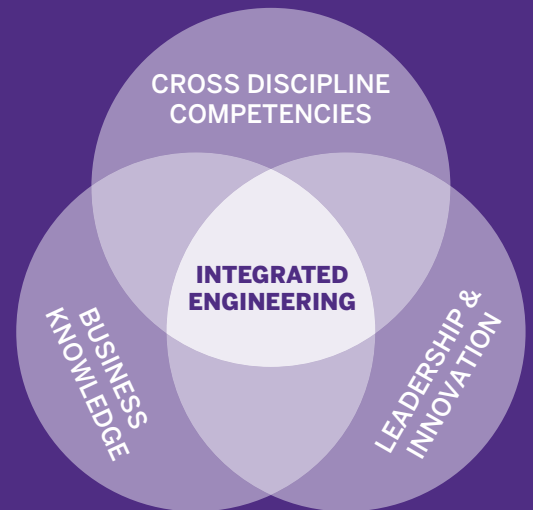 CROSS DISCIPLINE
COMPETENCIES
INTEGRATED
ENGINEERING
BUSINESS
KNOWLEDGE
LEADERSHIP &
INNOVATION